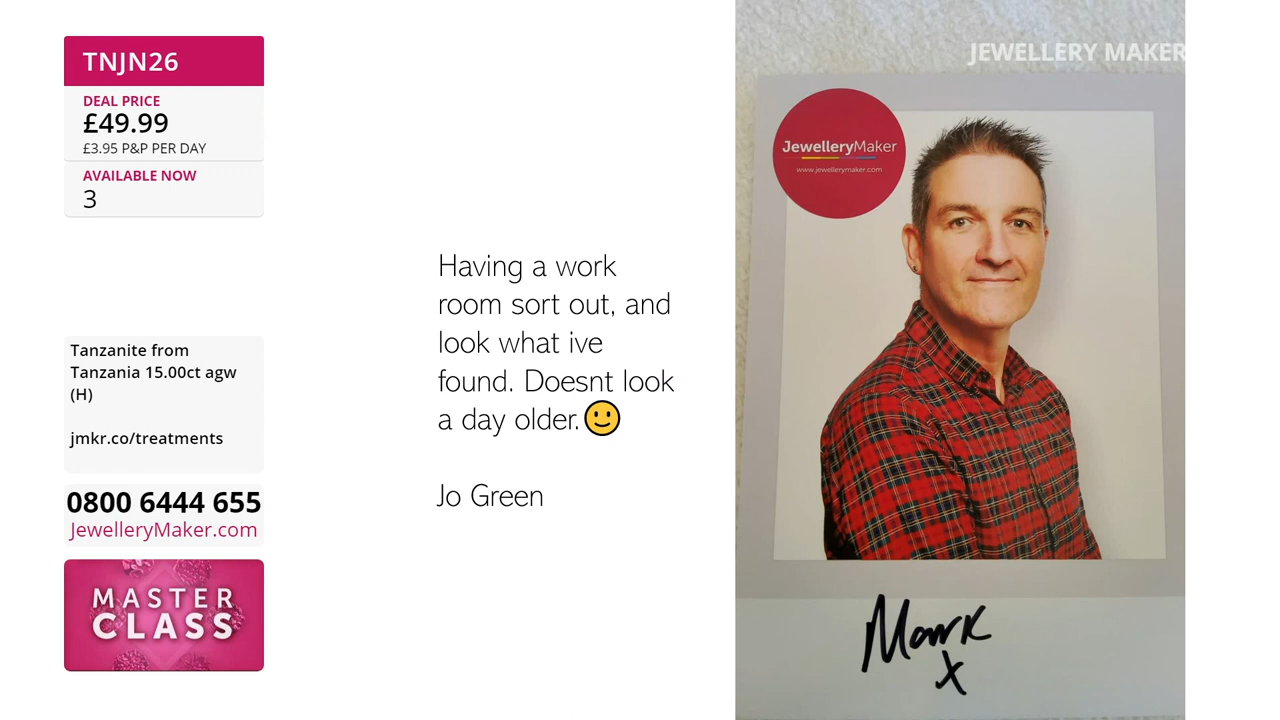 TNJN26
DEAL PRICE
£49.99
£3.95 P&P PER DAY
AVAILABLE NOW
3
Tanzanite from
Tanzania 15.00ct agw
(H)
jmkr.co/treatments
0800 6444 655
JewelleryMaker.com
MASTER
CLASS
Having a work
room sort out, and
look what ive
found. Doesnt look
a day older.🙂
Jo Green
JEWELLERY MAKER
JewelleryMaker
www.jewellerymaker.com
Mark
x